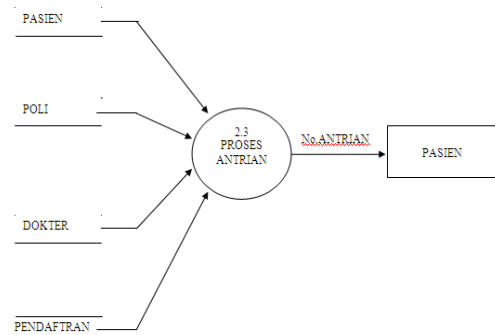 PASIEN
POLI
2.3
PROSES
ANTRIAN
No.ANTRIAN
PASIEN
DOKTER
PENDAFTRAN